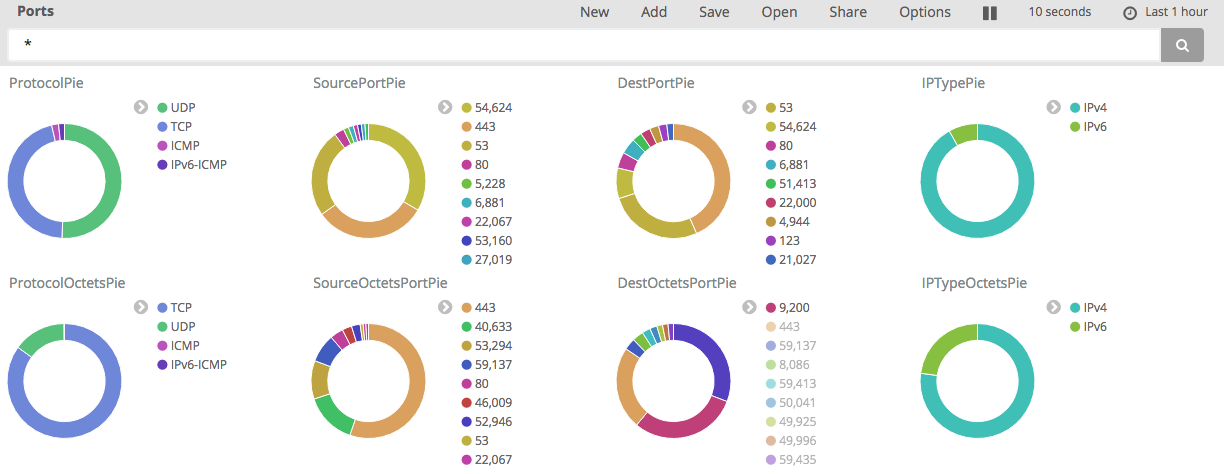 Ports New Add Save Open Share Options 10 seconds Last 1 hour
*
ProtocolPie
UDP
TCP
ICMP
IPv6-ICMP
SourcePortPie
54,624
443
53
80
5,228
6,881
22,067
53,160
27,019
DestPortPie
53
54,624
80
6,881
51,413
22,000
4,944
123
21,027
IPTypePie
IPv4
IPv6
ProtocolOctetsPie
TCP
UDP
ICMP
IPv6-ICMP
SourceOctetsPortPie
443
40,633
53,294
59,137
80
46,009
52,946
53
22,067
DestOctetsPortPie
9,200
443
59,137
8,086
59,413
50,041
49,925
49,996
59,435
IPTypeOctetsPie
IPv4
IPv6